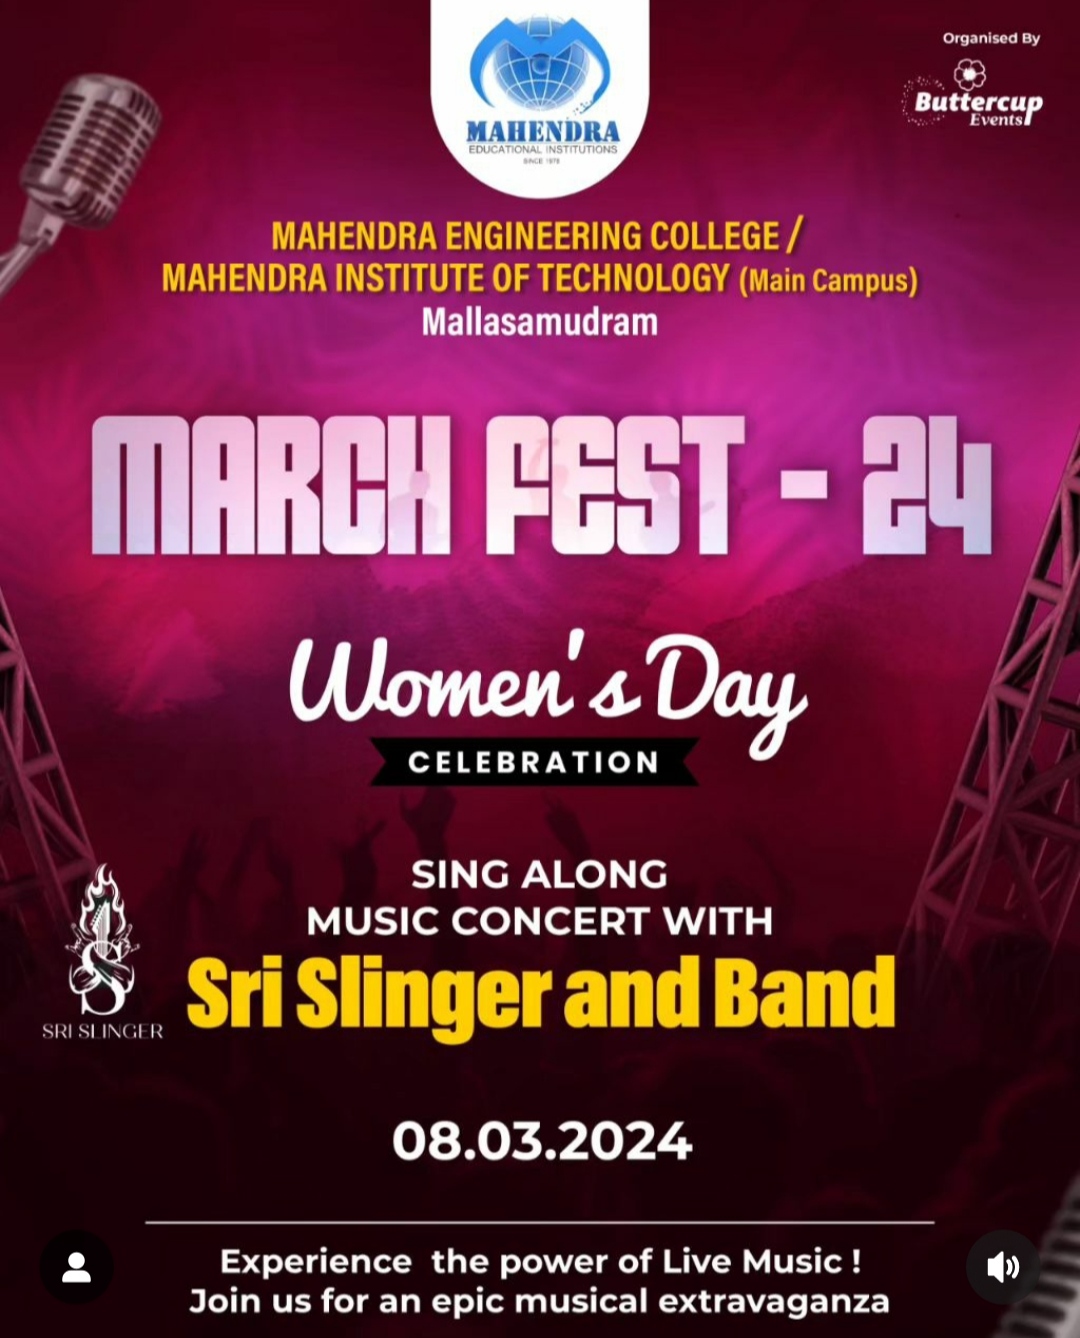 Organised By
Buttercup
Events
MAHENDRA
EDUCATIONAL INSTITUTIONS
SINCE 1978
MAHENDRA ENGINEERING COLLEGE /
MAHENDRA INSTITUTE OF TECHNOLOGY (Main Campus)
Mallasamudram
MARCH FEST - 24
Women's Day
CELEBRATION
SING ALONG
MUSIC CONCERT WITH
Sri Slinger and Band
S
SRI SLINGER
08.03.2024
Experience the power of Live Music !
Join us for an epic musical extravaganza